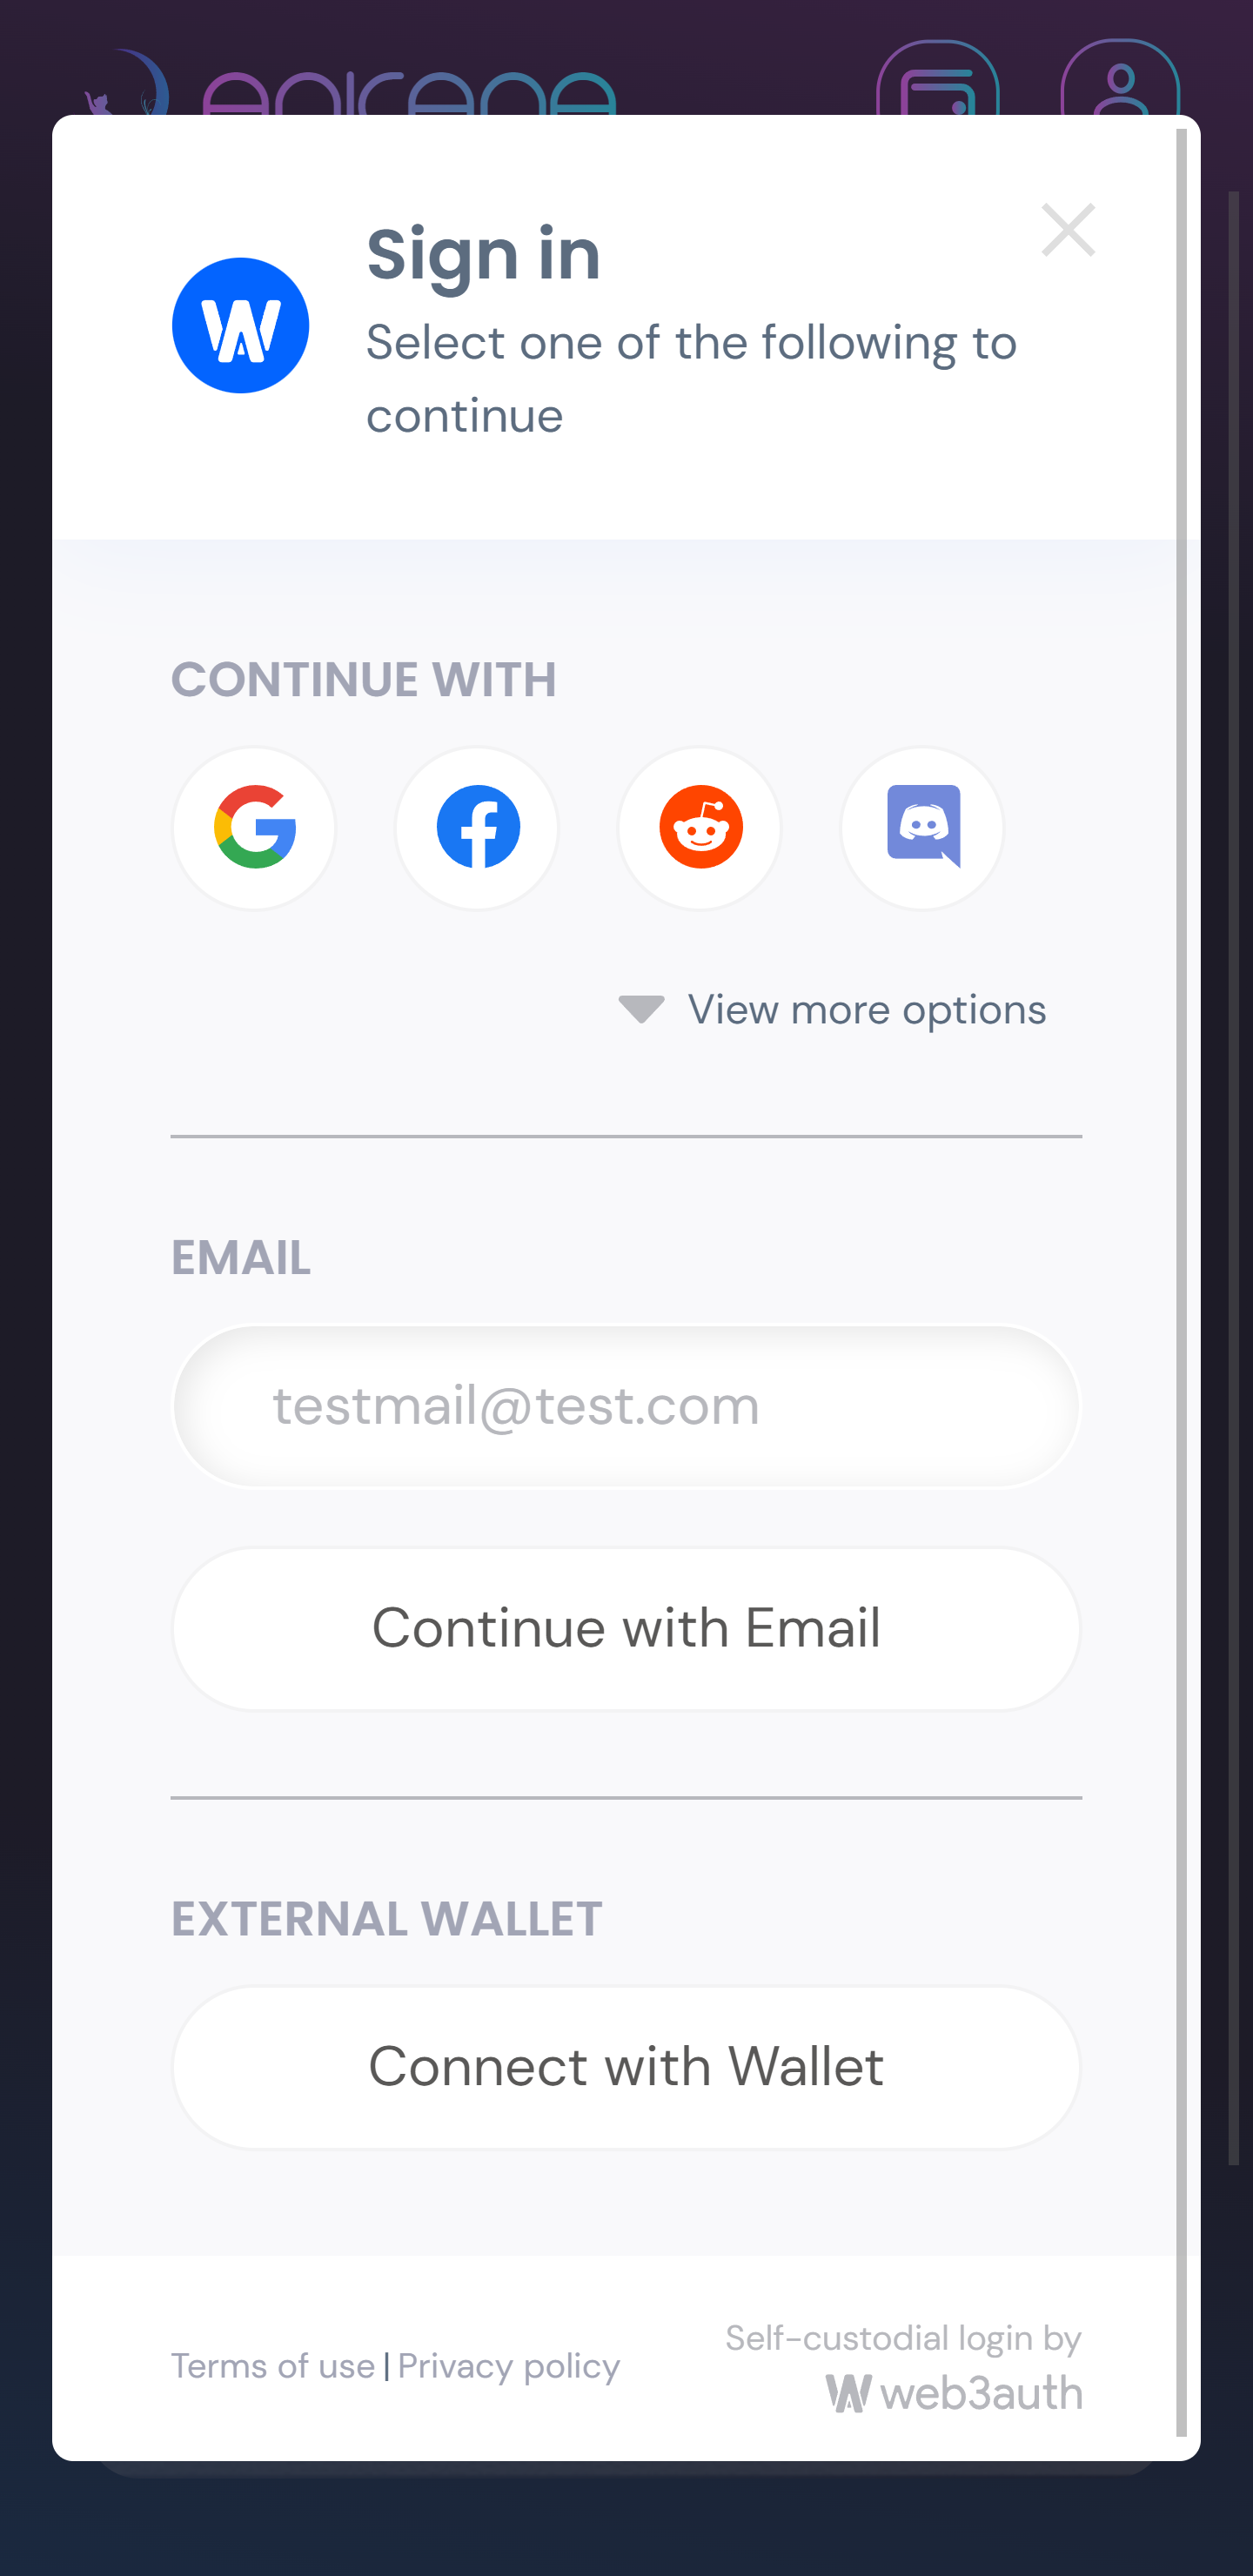 Sign in
Select one of the following to
continue
CONTINUE WITH
View more options
EMAIL
testmail@test.com
Continue with Email
EXTERNAL WALLET
Connect with Wallet
Terms of use | Privacy policy
Self-custodial login by
web3auth